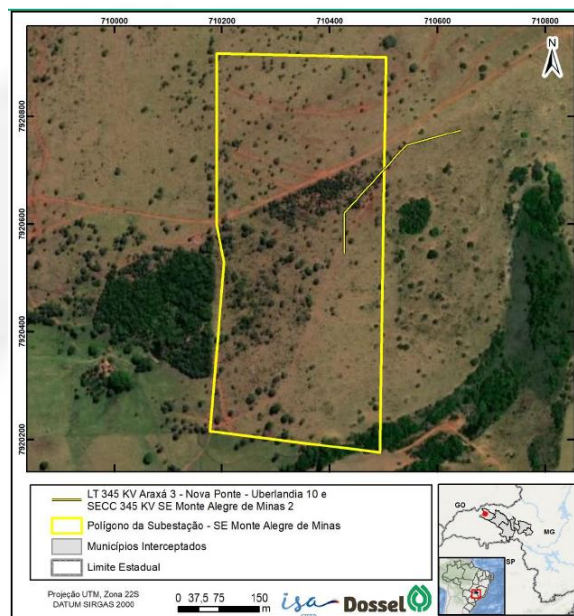 710000 710200 710400 710600 710800
N
7920800
7920600
7920400
7920200
LT 345 KV Araxá 3 - Nova Ponte - Uberlandia 10 e
SECC 345 KV SE Monte Alegre de Minas 2
Polígono da Subestação - SE Monte Alegre de Minas
Municípios Interceptados
Limite Estadual
GO
MG
SP
Projeção UTM, Zona 22S
DATUM SIRGAS 2000
0 37,5 75 150
m
isa
Dossel